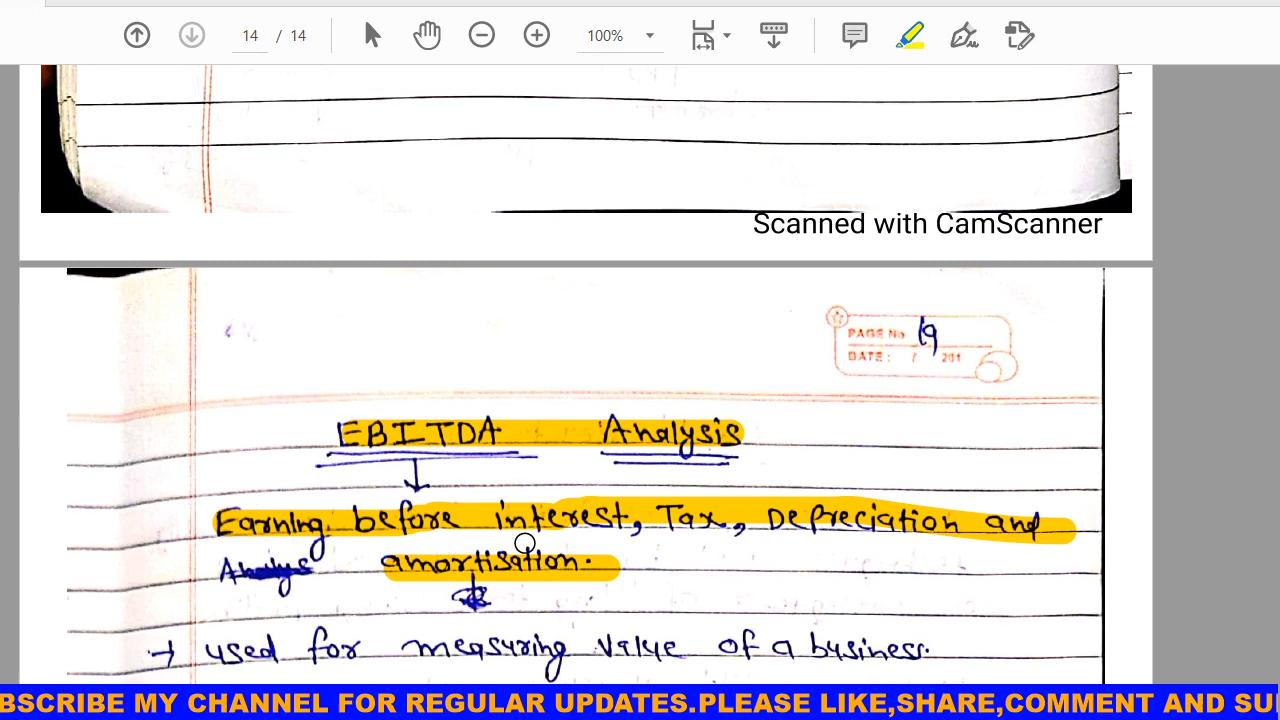 14 / 14
100%
Scanned with CamScanner
PAGE No 19
DATE: / 201
EBITDA Analysis
Earning before interest, Tax, Depreciation and
amortisation.
→ used for measuring value of a business.
BSCRIBE MY CHANNEL FOR REGULAR UPDATES.PLEASE LIKE,SHARE,COMMENT AND SU